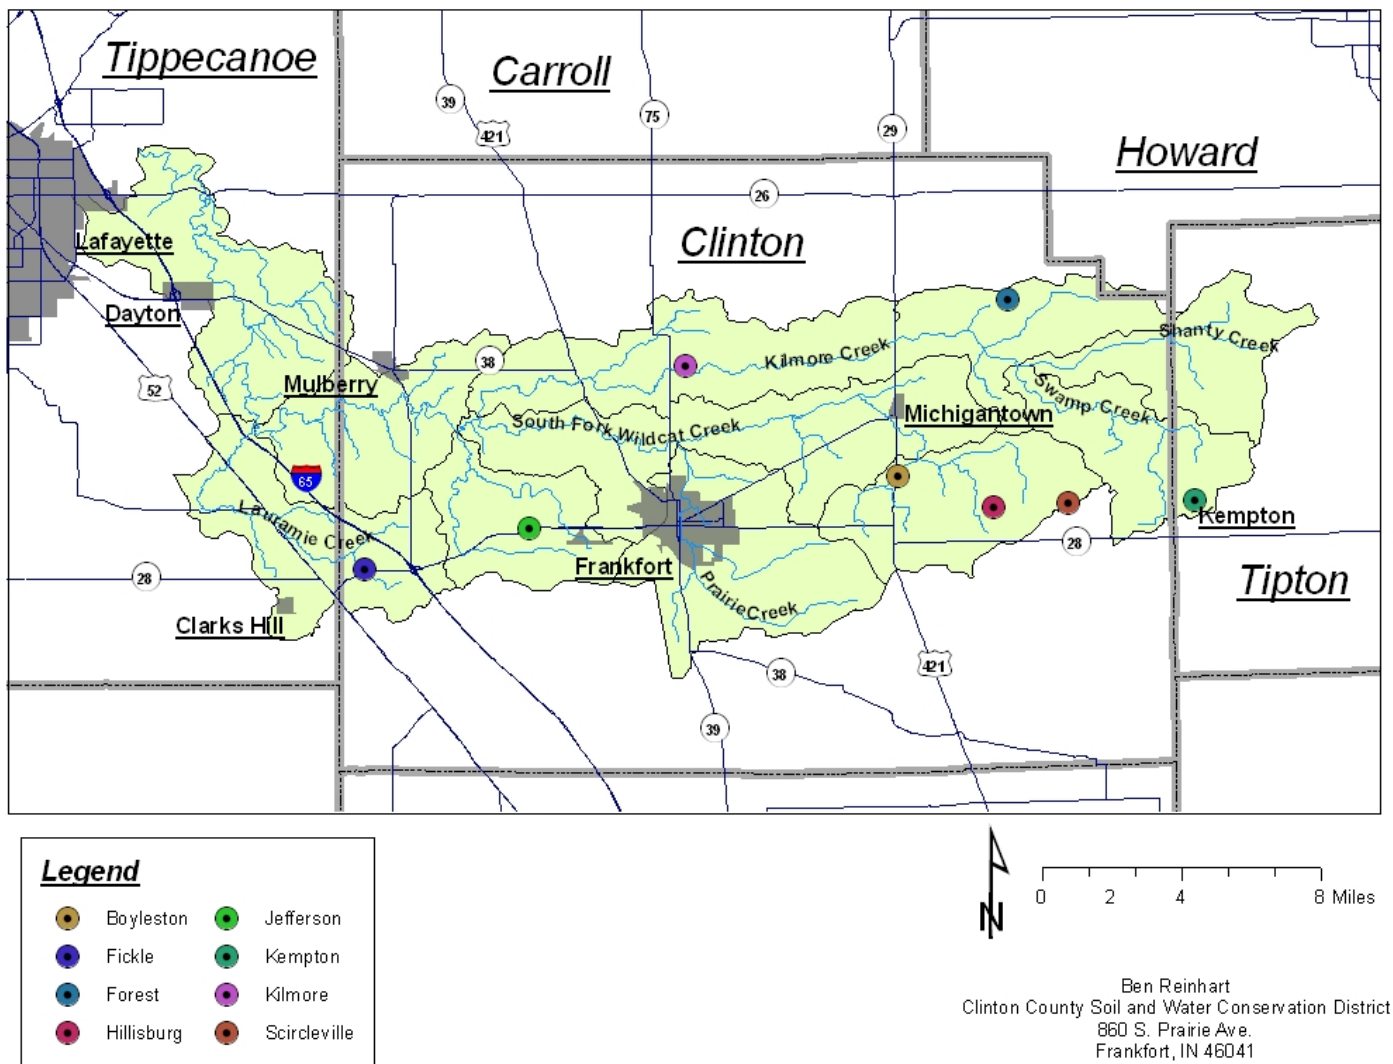 Tippecanoe
Carroll
39
421
75
29
Howard
26
Clinton
Lafayette
Dayton
52
Mulberry
38
Kilmore Creek
Shanty Creek
Swamp Creek
South Fork Wildcat Creek
Michigantown
65
Lauramie Creek
Kempton
28
28
Frankfort
Tipton
Prairie Creek
Clarks Hill
421
38
39
Legend
Boyleston
Jefferson
Fickle
Kempton
Forest
Kilmore
Hillisburg
Scircleville
N
0 2 4 8 Miles
Ben Reinhart
Clinton County Soil and Water Conservation District
860 S. Prairie Ave.
Frankfort, IN 46041